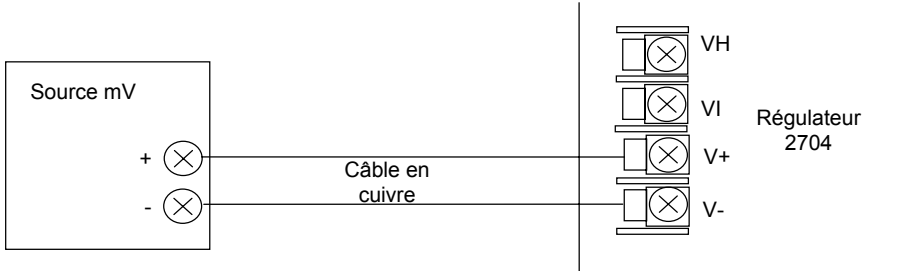 VH
Source mV
VI
Régulateur
2704
+
V+
Câble en
cuivre
-
V-